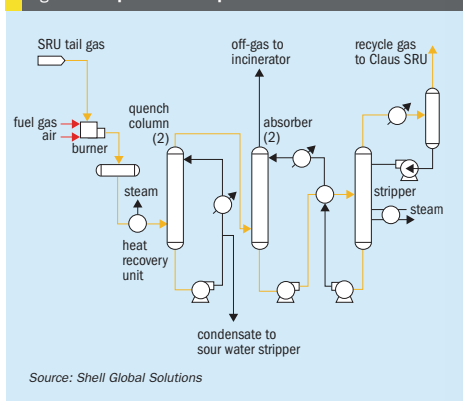 SRU tail gas
off-gas to
incinerator
recycle gas
to Claus SRU
fuel gas
air
burner
quench
column
(2)
absorber
(2)
steam
stripper
steam
heat
recovery
unit
condensate to
sour water stripper
Source: Shell Global Solutions